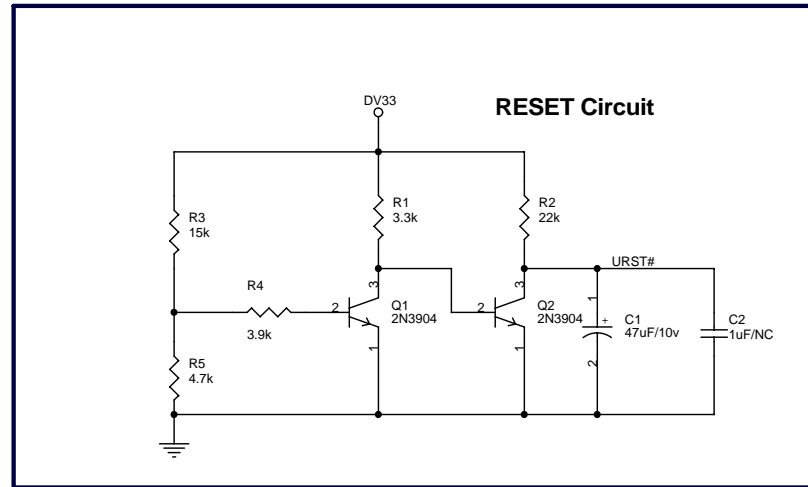 DV33
RESET Circuit
R1
3.3k
R2
22k
R3
15k
URST#
R4
3.9k
2
3
Q1
2N3904
1
2
3
Q2
2N3904
1
1
+
C1
47uF/10v
2
C2
1uF/NC
R5
4.7k